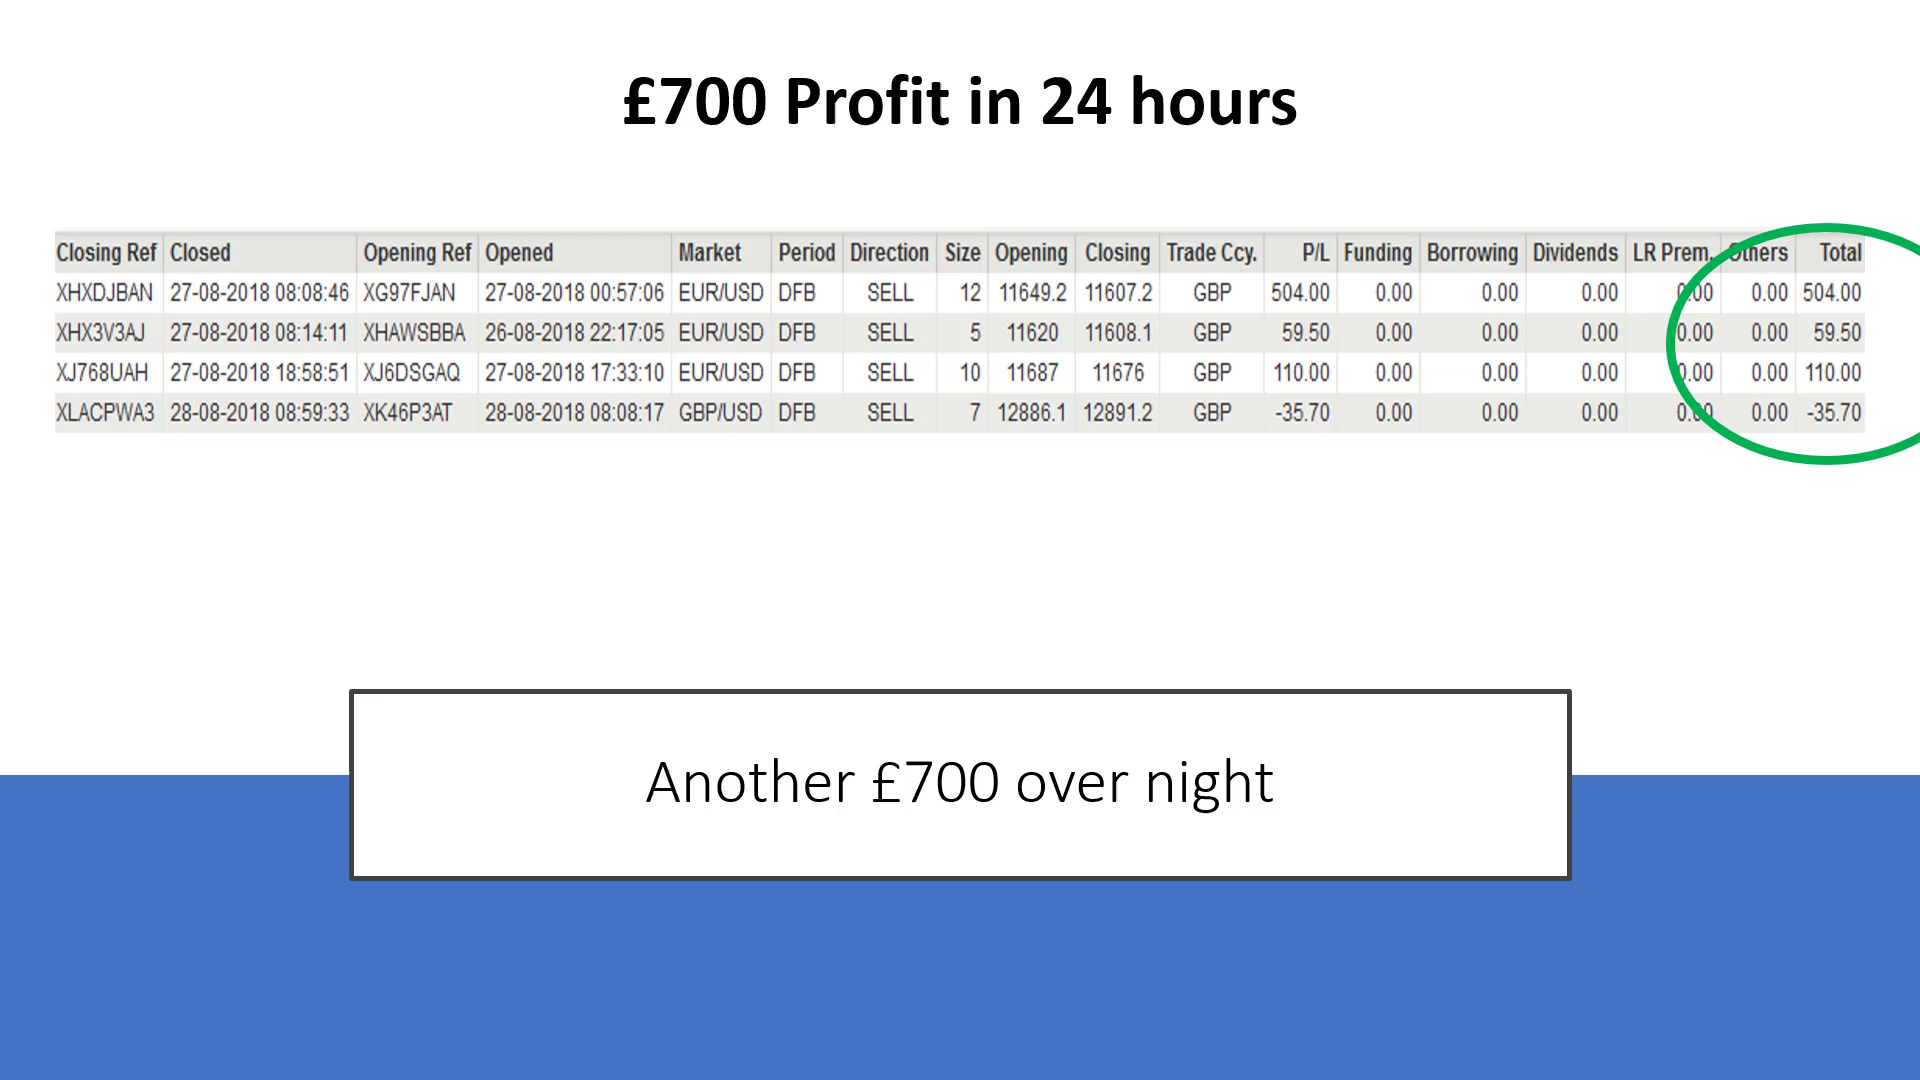 £700 Profit in 24 hours
Closing Ref Closed Opening Ref Opened Market Period Direction Size Opening Closing Trade Ccy. P/L Funding Borrowing Dividends LR Prem. Others Total
XHXDJBAN 27-08-2018 08:08:46 XG97FJAN 27-08-2018 00:57:06 EUR/USD DFB SELL 12 11649.2 11607.2 GBP 504.00 0.00 0.00 0.00 0.00 0.00 504.00
XHX3V3AJ 27-08-2018 08:14:11 XHAWSBBA 26-08-2018 22:17:05 EUR/USD DFB SELL 5 11620 11608.1 GBP 59.50 0.00 0.00 0.00 0.00 0.00 59.50
XJ768UAH 27-08-2018 18:58:51 XJ6DSGAQ 27-08-2018 17:33:10 EUR/USD DFB SELL 10 11687 11676 GBP 110.00 0.00 0.00 0.00 0.00 0.00 110.00
XLACPWA3 28-08-2018 08:59:33 XK46P3AT 28-08-2018 08:08:17 GBP/USD DFB SELL 7 12886.1 12891.2 GBP -35.70 0.00 0.00 0.00 0.00 0.00 -35.70
Another £700 over night